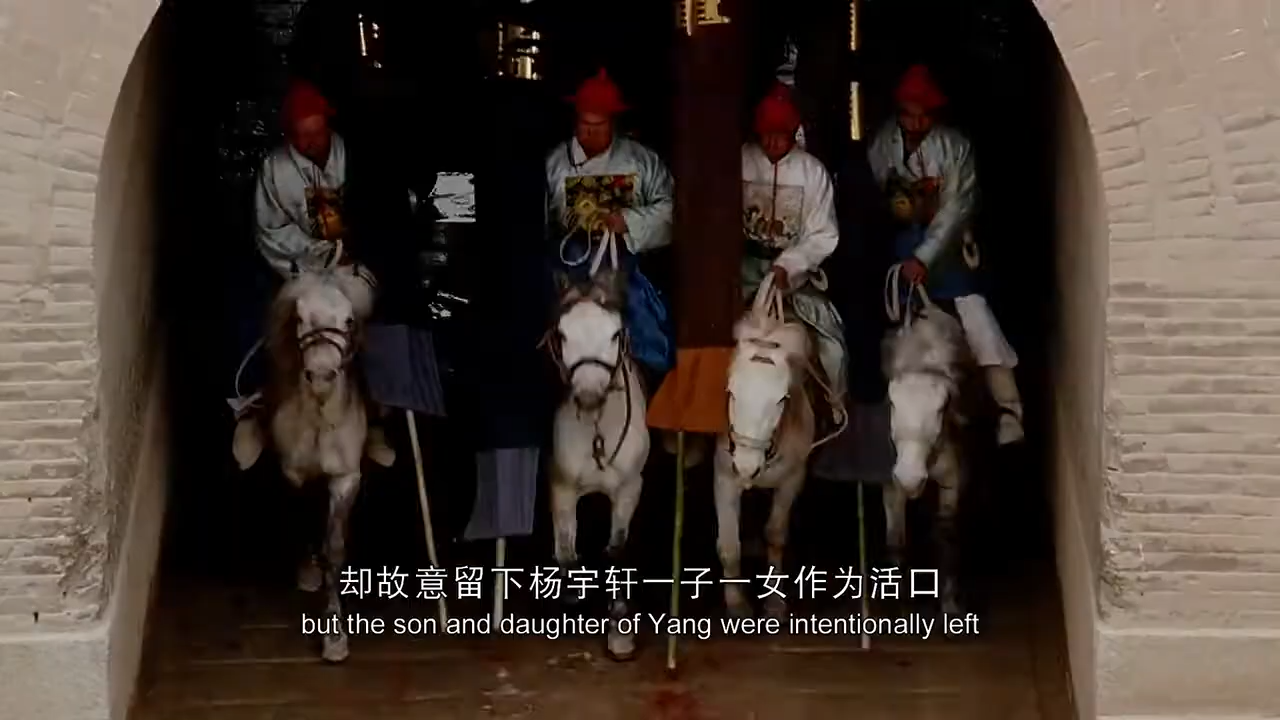 却故意留下杨宇轩一子一女作为活口
but the son and daughter of Yang were intentionally left